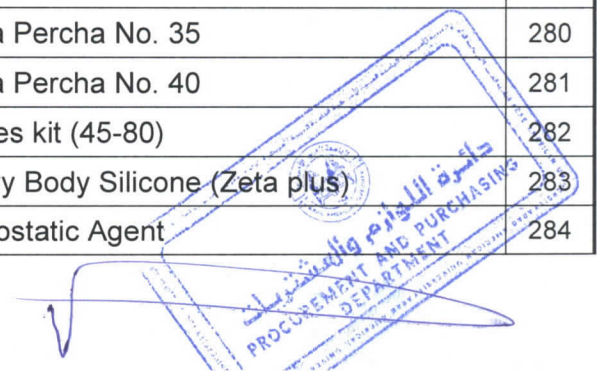 a Percha No. 35 280
a Percha No. 40 281
es kit (45-80) 282
y Body Silicone (Zeta plus) 283
ostatic Agent 284
دائرة اللوازم والمشتريات
PROCUREMENT AND PURCHASING
DEPARTMENT